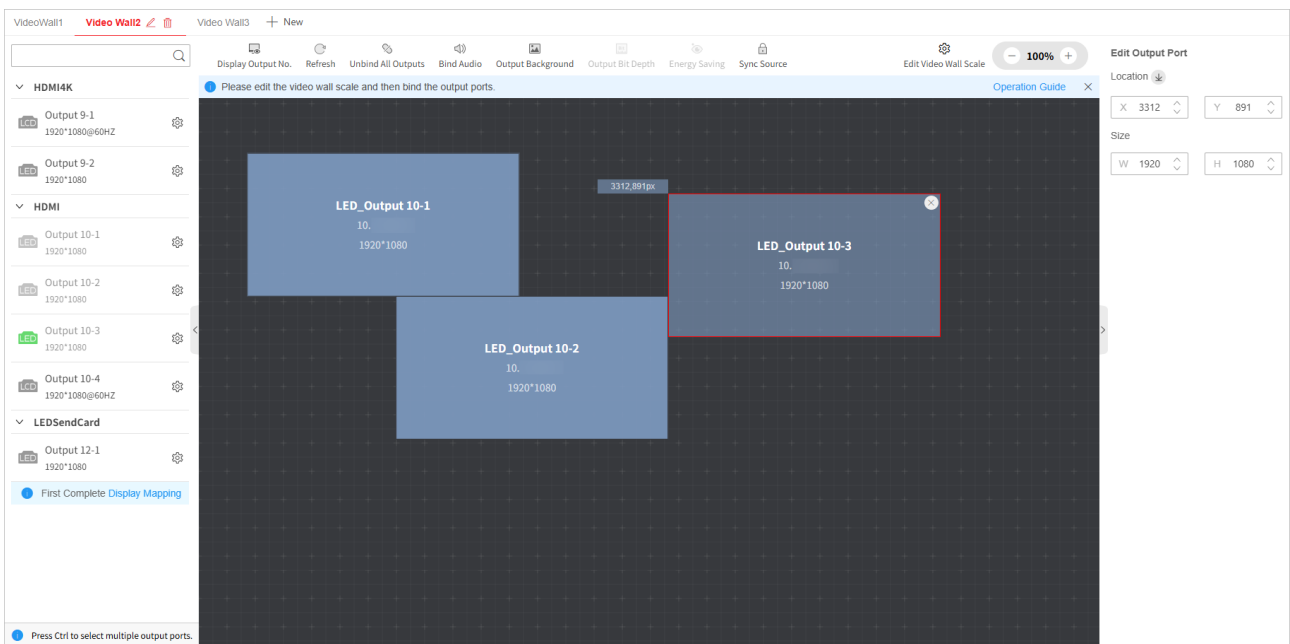 VideoWall1 Video Wall2 Video Wall3 New
Display Output No. Refresh Unbind All Outputs Bind Audio Output Background Output Bit Depth Energy Saving Sync Source Edit Video Wall Scale 100%
Please edit the video wall scale and then bind the output ports. Operation Guide
HDMI4K
Output 9-1
1920*1080@60HZ
Output 9-2
1920*1080
HDMI
LED Output 10-1
1920*1080
LED Output 10-2
1920*1080
LED Output 10-3
1920*1080
LCD Output 10-4
1920*1080@60HZ
LEDSendCard
LED Output 12-1
1920*1080
First Complete Display Mapping
Press Ctrl to select multiple output ports.
LED_Output 10-1
10.
1920*1080
3312,891px
LED_Output 10-3
10.
1920*1080
LED_Output 10-2
10.
1920*1080
Edit Output Port
Location
X 3312 Y 891
Size
W 1920 H 1080